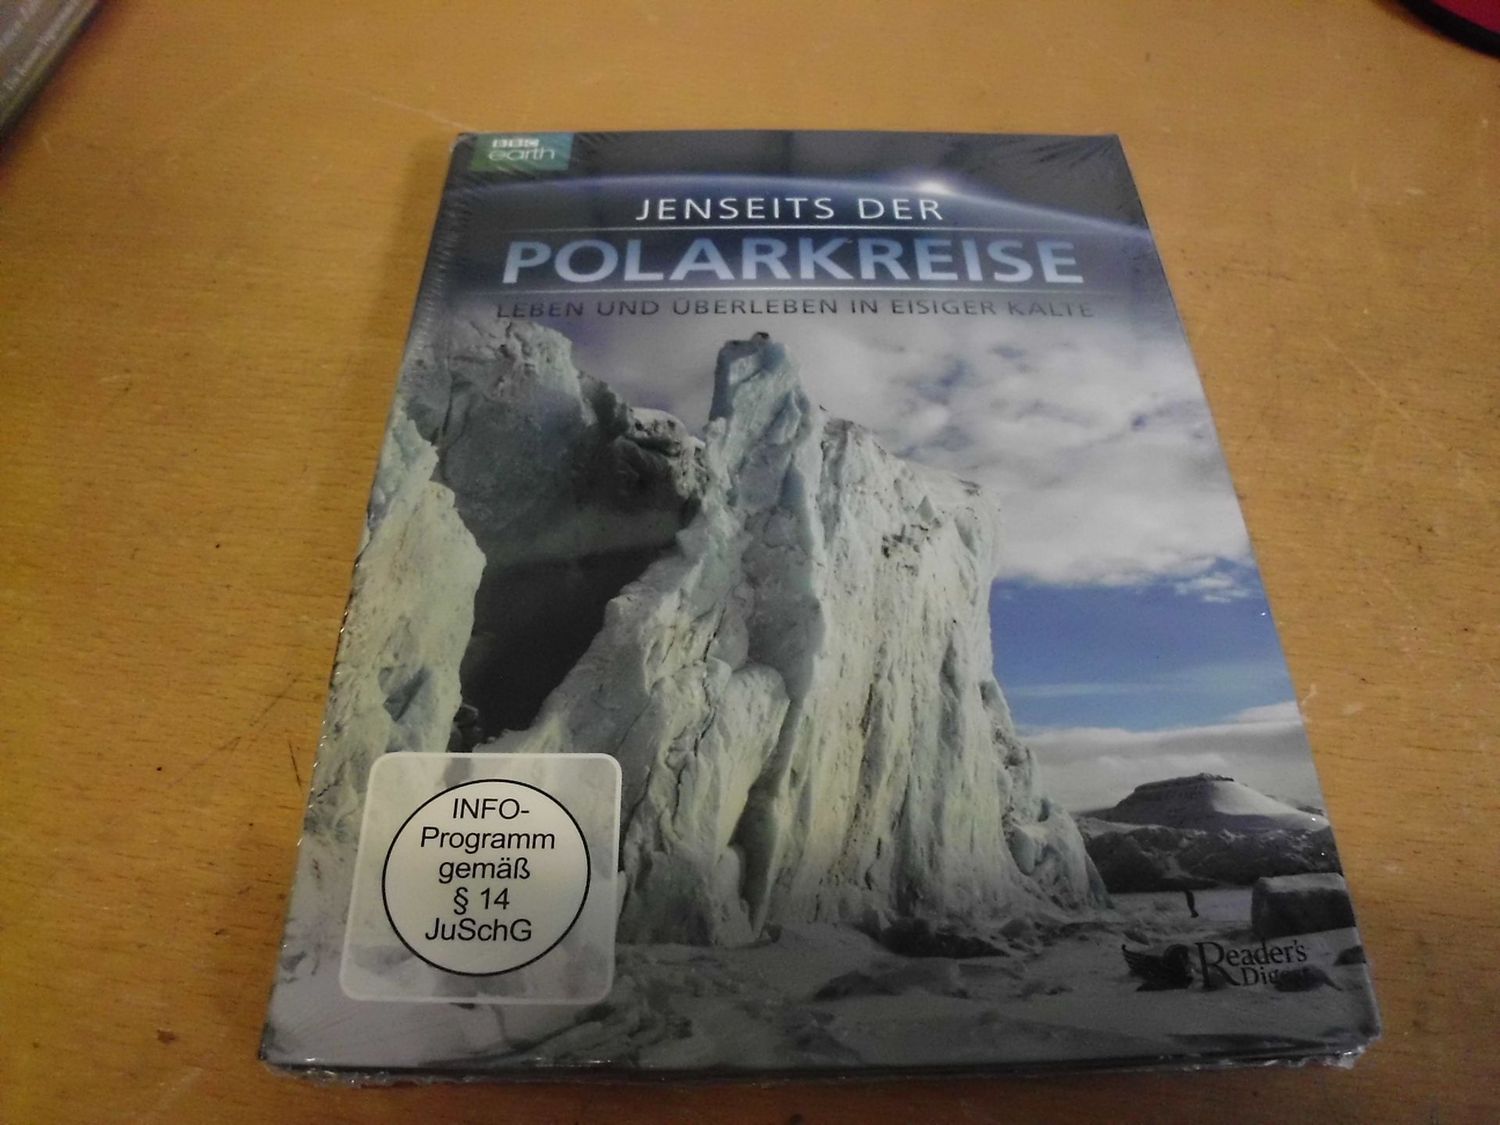 BBC
earth
JENSEITS DER
POLARKREISE
LEBEN UND ÜBERLEBEN IN EISIGER KÄLTE
INFO-
Programm
gemäß
§ 14
JuSchG
Reader's
Digest